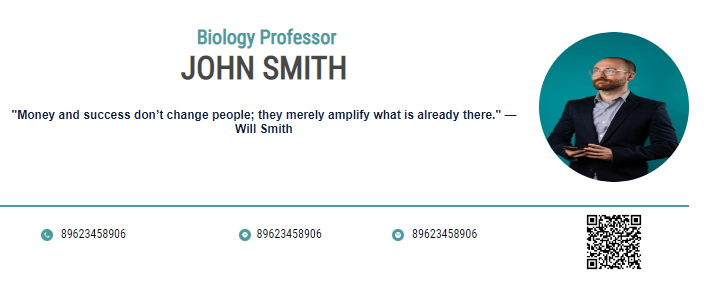 Biology Professor
JOHN SMITH
"Money and success don’t change people; they merely amplify what is already there." —
Will Smith
89623458906 89623458906 89623458906